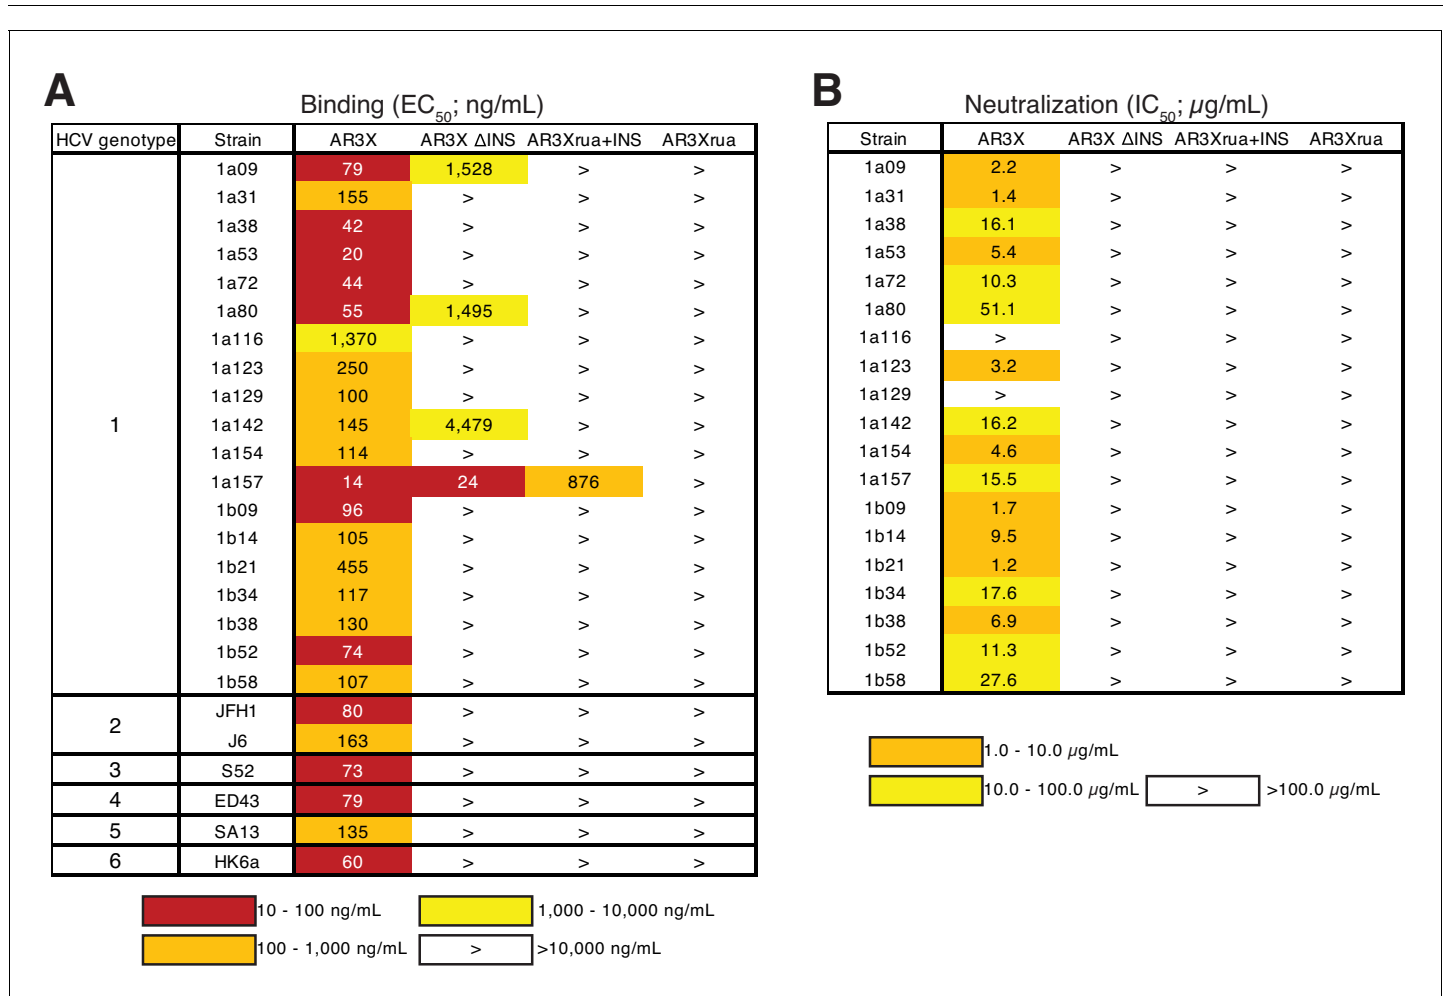 A
Binding (EC50; ng/mL)
HCV genotype Strain AR3X AR3X ΔINS AR3Xrua+INS AR3Xrua
1a09 79 1,528 > >
1a31 155 > > >
1a38 42 > > >
1a53 20 > > >
1a72 44 > > >
1a80 55 1,495 > >
1a116 1,370 > > >
1a123 250 > > >
1a129 100 > > >
1 1a142 145 4,479 > >
1a154 114 > > >
1a157 14 24 876 >
1b09 96 > > >
1b14 105 > > >
1b21 455 > > >
1b34 117 > > >
1b38 130 > > >
1b52 74 > > >
1b58 107 > > >
2 JFH1 80 > > >
J6 163 > > >
3 S52 73 > > >
4 ED43 79 > > >
5 SA13 135 > > >
6 HK6a 60 > > >
10 - 100 ng/mL 1,000 - 10,000 ng/mL
100 - 1,000 ng/mL > >10,000 ng/mL
B
Neutralization (IC50; µg/mL)
Strain AR3X AR3X ΔINS AR3Xrua+INS AR3Xrua
1a09 2.2 > > >
1a31 1.4 > > >
1a38 16.1 > > >
1a53 5.4 > > >
1a72 10.3 > > >
1a80 51.1 > > >
1a116 > > > >
1a123 3.2 > > >
1a129 > > > >
1a142 16.2 > > >
1a154 4.6 > > >
1a157 15.5 > > >
1b09 1.7 > > >
1b14 9.5 > > >
1b21 1.2 > > >
1b34 17.6 > > >
1b38 6.9 > > >
1b52 11.3 > > >
1b58 27.6 > > >
1.0 - 10.0 µg/mL
10.0 - 100.0 µg/mL > >100.0 µg/mL